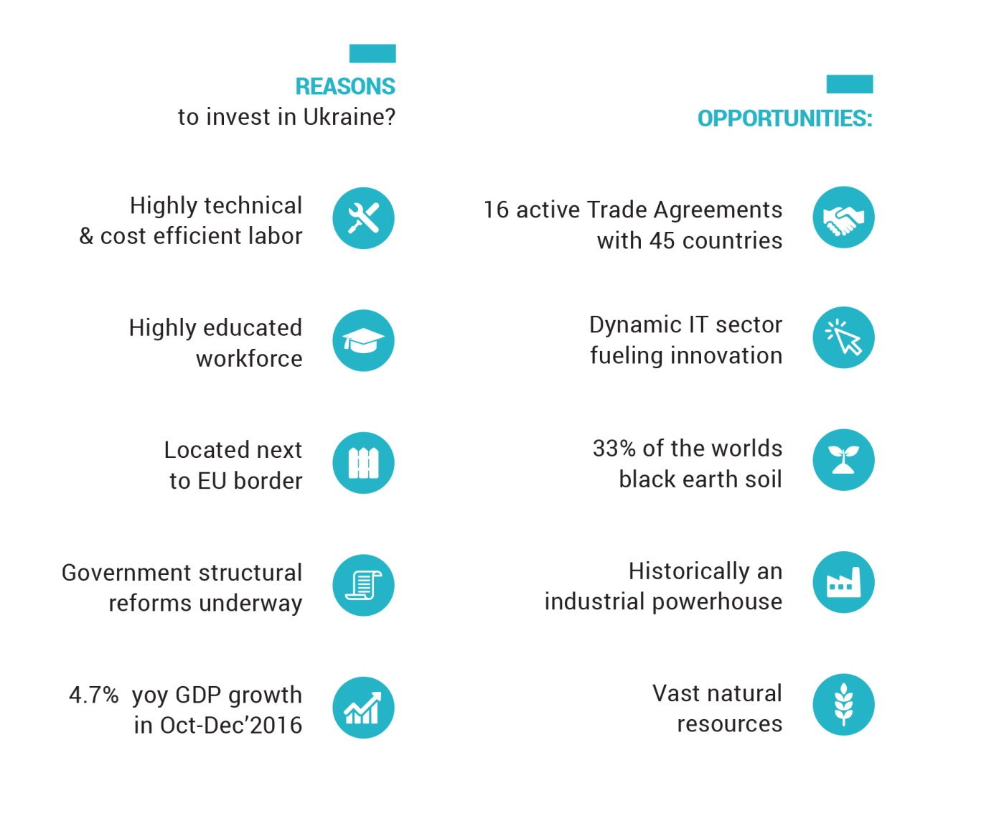 REASONS
to invest in Ukraine?
Highly technical
& cost efficient labor
Highly educated
workforce
Located next
to EU border
Government structural
reforms underway
4.7%  yoy GDP growth
in Oct-Dec’2016
OPPORTUNITIES:
16 active Trade Agreements
with 45 countries
Dynamic IT sector
fueling innovation
33% of the worlds
black earth soil
Historically an
industrial powerhouse
Vast natural
resources